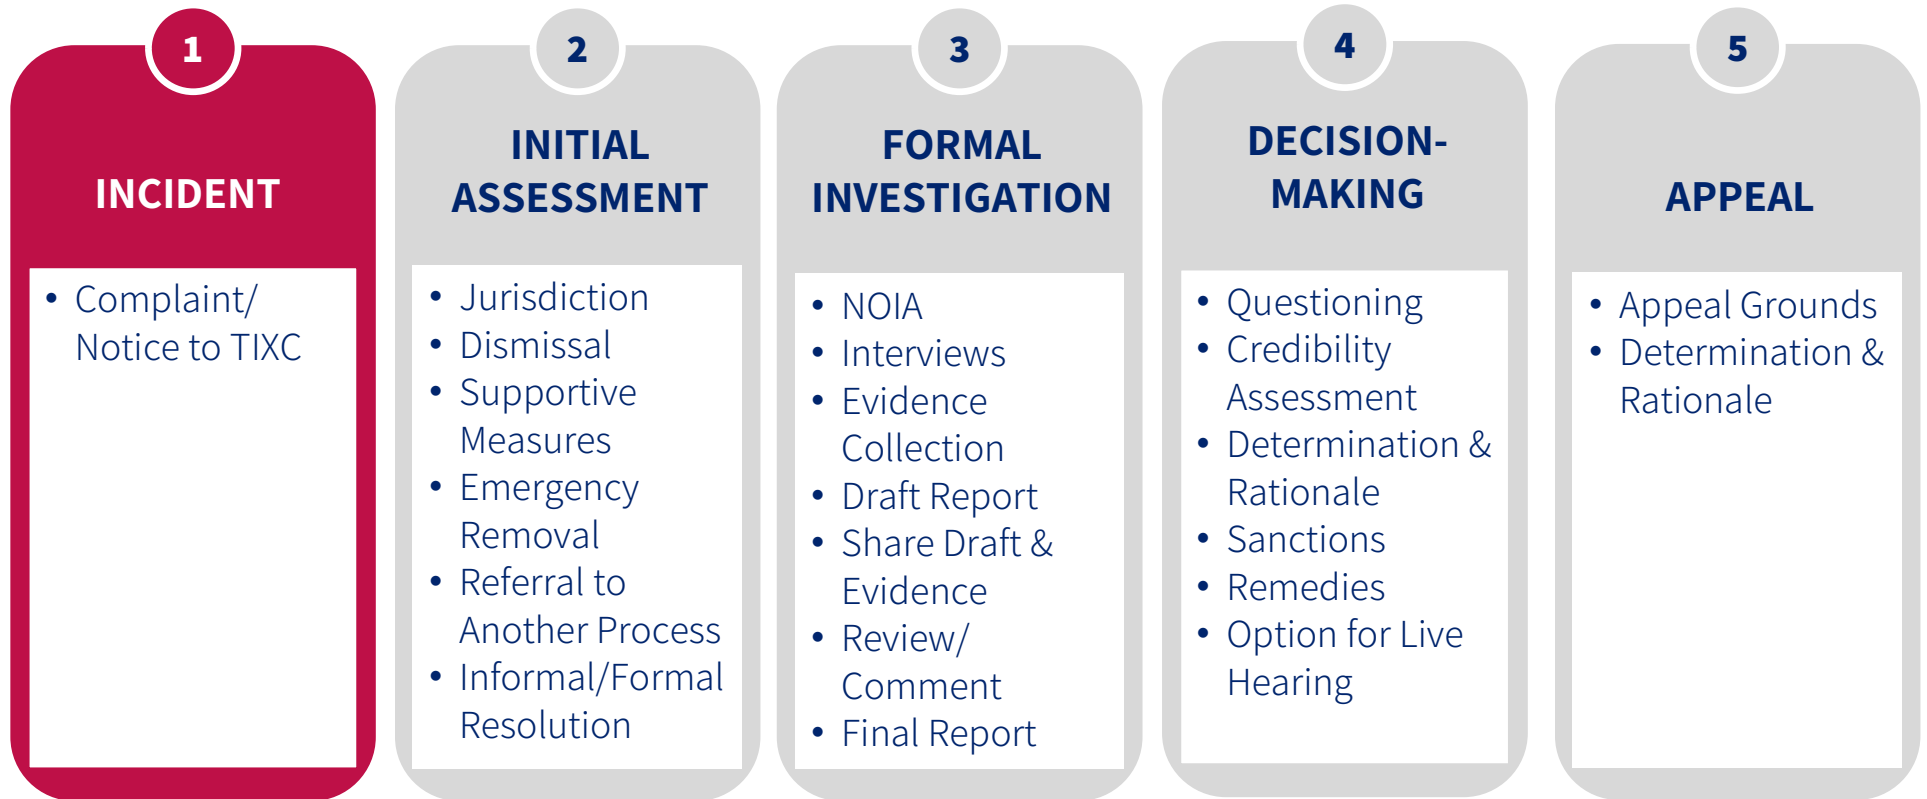 1
INCIDENT
• Complaint/
Notice to TIXC
2
INITIAL
ASSESSMENT
• Jurisdiction
• Dismissal
• Supportive
Measures
• Emergency
Removal
• Referral to
Another Process
• Informal/Formal
Resolution
3
FORMAL
INVESTIGATION
• NOIA
• Interviews
• Evidence
Collection
• Draft Report
• Share Draft &
Evidence
• Review/
Comment
• Final Report
4
DECISION-
MAKING
• Questioning
• Credibility
Assessment
• Determination &
Rationale
• Sanctions
• Remedies
• Option for Live
Hearing
5
APPEAL
• Appeal Grounds
• Determination &
Rationale